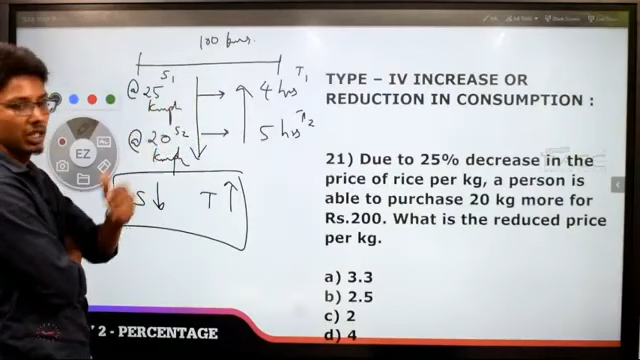 100 kms.
S1
T1
@ 25 kmph
4 hrs
S2
T2
@ 20 kmph
5 hrs
S↓ T↑
EZ
TYPE – IV INCREASE OR
REDUCTION IN CONSUMPTION :
21) Due to 25% decrease in the
price of rice per kg, a person is
able to purchase 20 kg more for
Rs.200. What is the reduced price
per kg.
a) 3.3
b) 2.5
c) 2
d) 4
Y 2 - PERCENTAGE